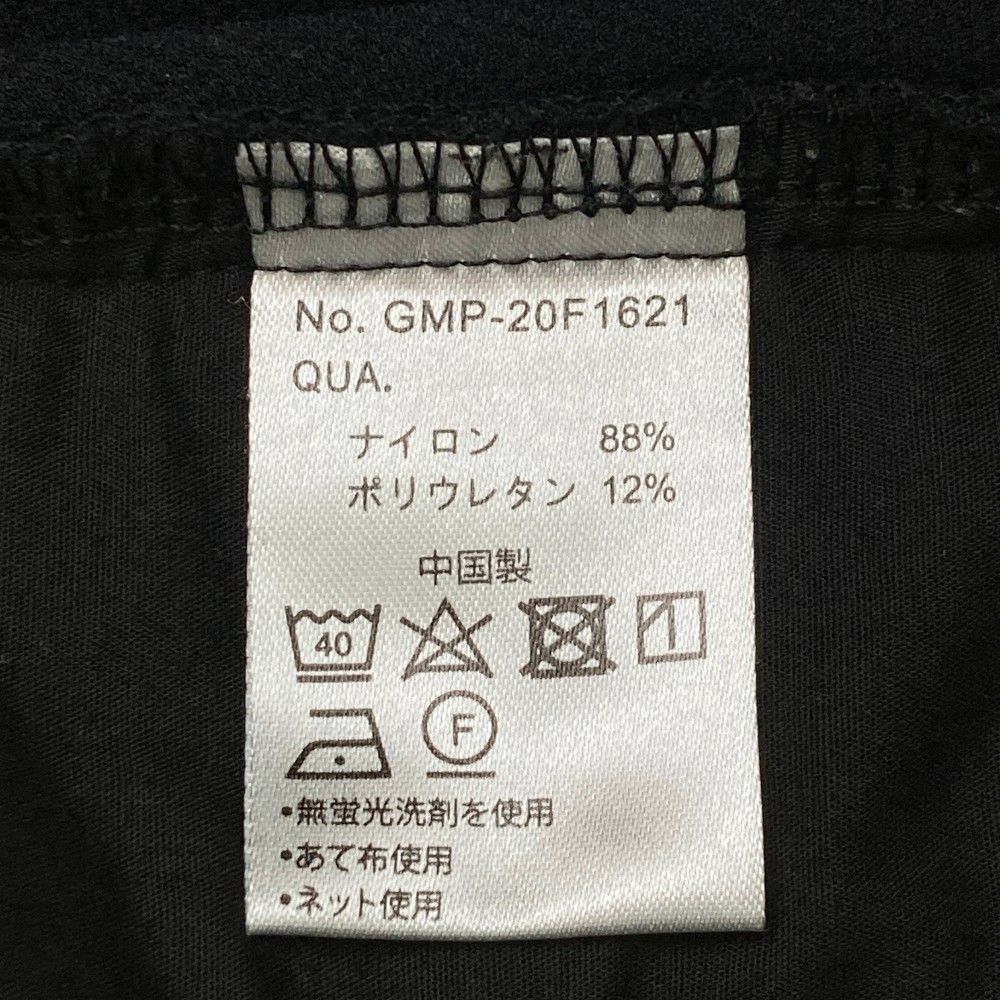 No. GMP-20F1621
QUA.
ナイロン 88%
ポリウレタン 12%
中国製
40
F
•無蛍光洗剤を使用
•あて布使用
•ネット使用